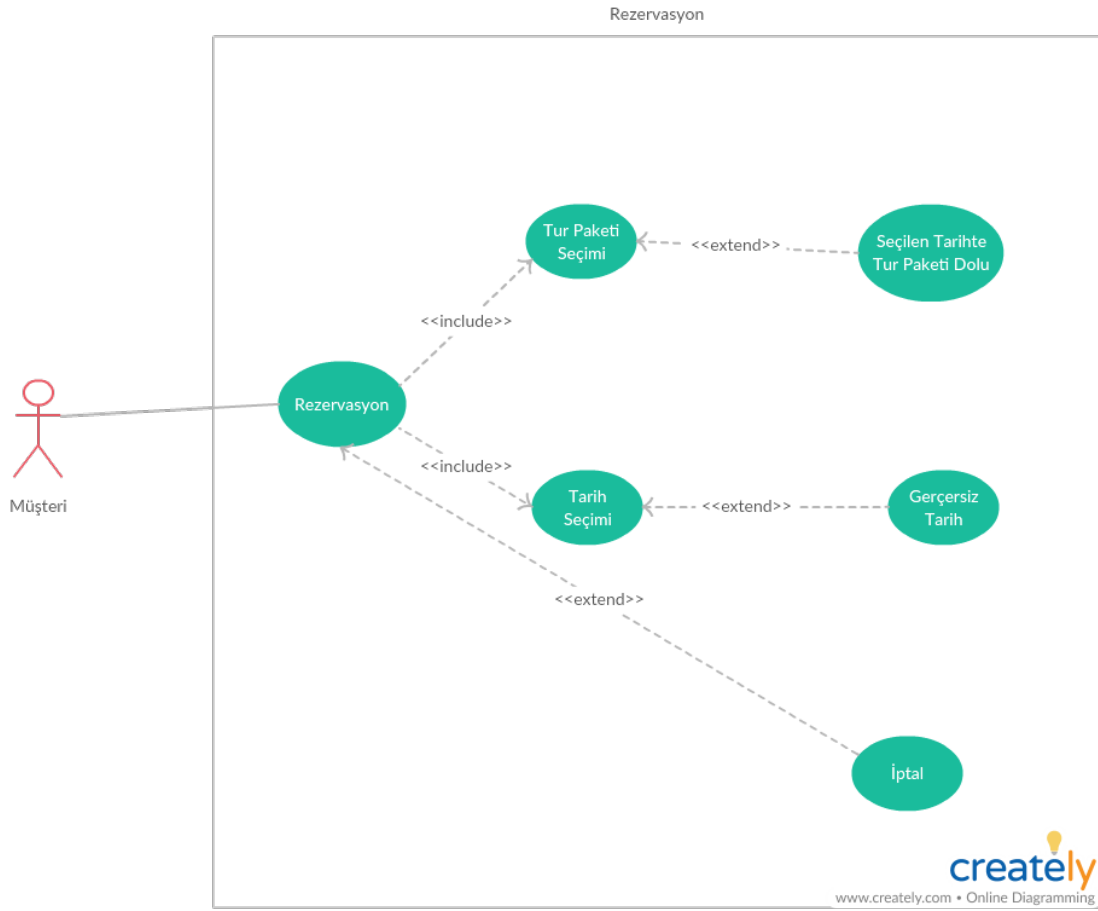 Rezervasyon
Tur Paketi
Seçimi
<<extend>>
Seçilen Tarihte
Tur Paketi Dolu
<<include>>
Rezervasyon
Müşteri
<<include>>
Tarih
Seçimi
<<extend>>
Gerçersiz
Tarih
<<extend>>
İptal
creately
www.creately.com • Online Diagramming